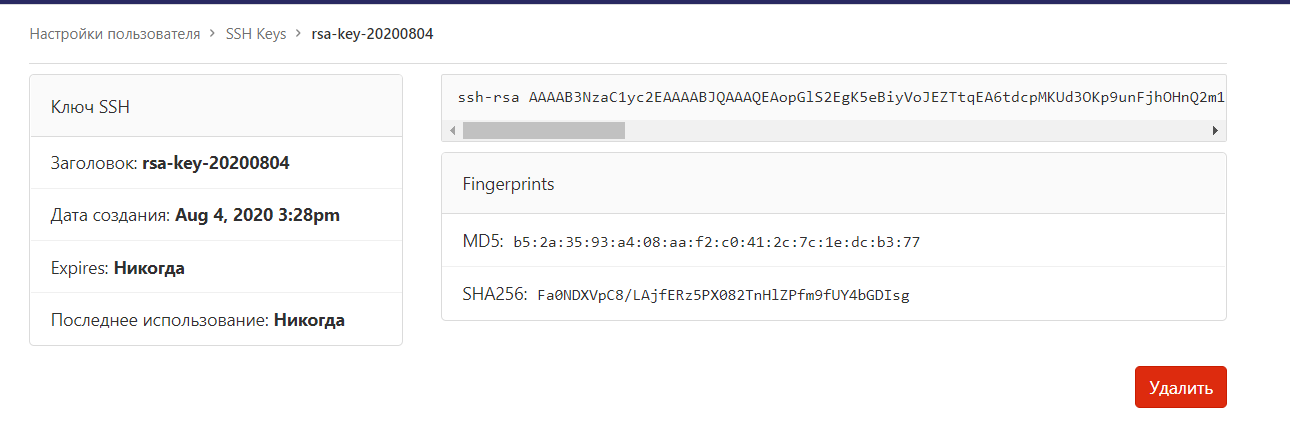 Настройки пользователя > SSH Keys > rsa-key-20200804
Ключ SSH
Заголовок: rsa-key-20200804
Дата создания: Aug 4, 2020 3:28pm
Expires: Никогда
Последнее использование: Никогда
ssh-rsa AAAAB3NzaC1yc2EAAAABJQAAAQEAopGlS2EgK5eBiyVoJEZTtqEA6tdcpMKUd3OKp9unFjhOHnQ2m1
Fingerprints
MD5: b5:2a:35:93:a4:08:aa:f2:c0:41:2c:7c:1e:dc:b3:77
SHA256: Fa0NDXVpC8/LAjfERz5PX082TnHlZPfm9fUY4bGDIsg
Удалить